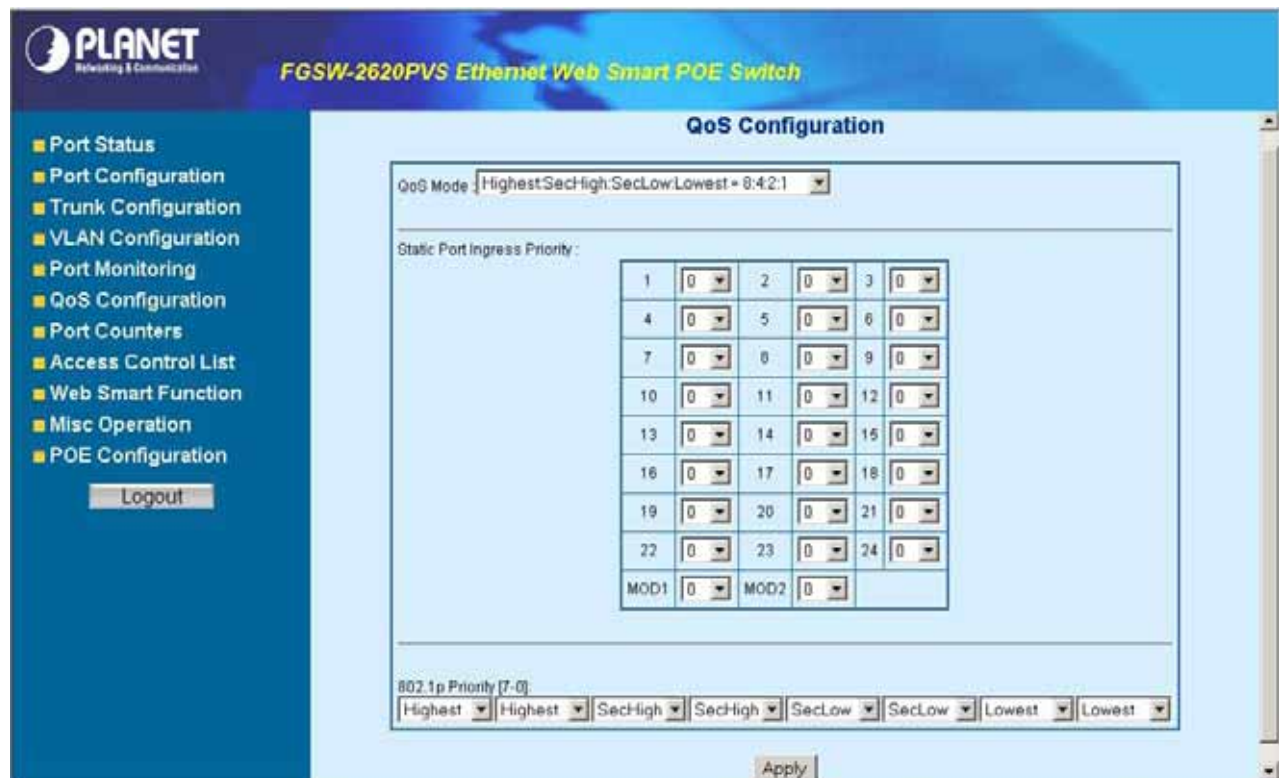 PLANET
Networking & Communication
FGSW-2620PVS Ethernet Web Smart POE Switch
Port Status
Port Configuration
Trunk Configuration
VLAN Configuration
Port Monitoring
QoS Configuration
Port Counters
Access Control List
Web Smart Function
Misc Operation
POE Configuration
Logout
QoS Configuration
QoS Mode : Highest:SecHigh:SecLow:Lowest = 8:4:2:1
Static Port Ingress Priority :
1 0 2 0 3 0
4 0 5 0 6 0
7 0 8 0 9 0
10 0 11 0 12 0
13 0 14 0 15 0
16 0 17 0 18 0
19 0 20 0 21 0
22 0 23 0 24 0
MOD1 0 MOD2 0
802.1p Priority [7-0]:
Highest Highest SecHigh SecHigh SecLow SecLow Lowest Lowest
Apply